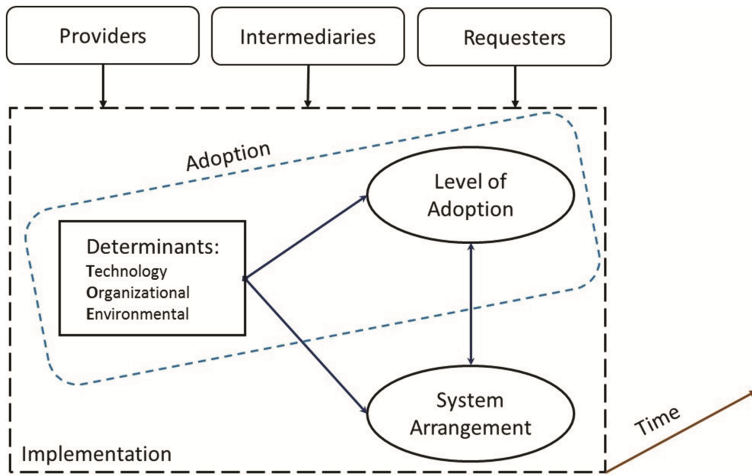 Providers
Intermediaries
Requesters
Adoption
Level of
Adoption
Determinants:
Technology
Organizational
Environmental
System
Arrangement
Implementation
Time